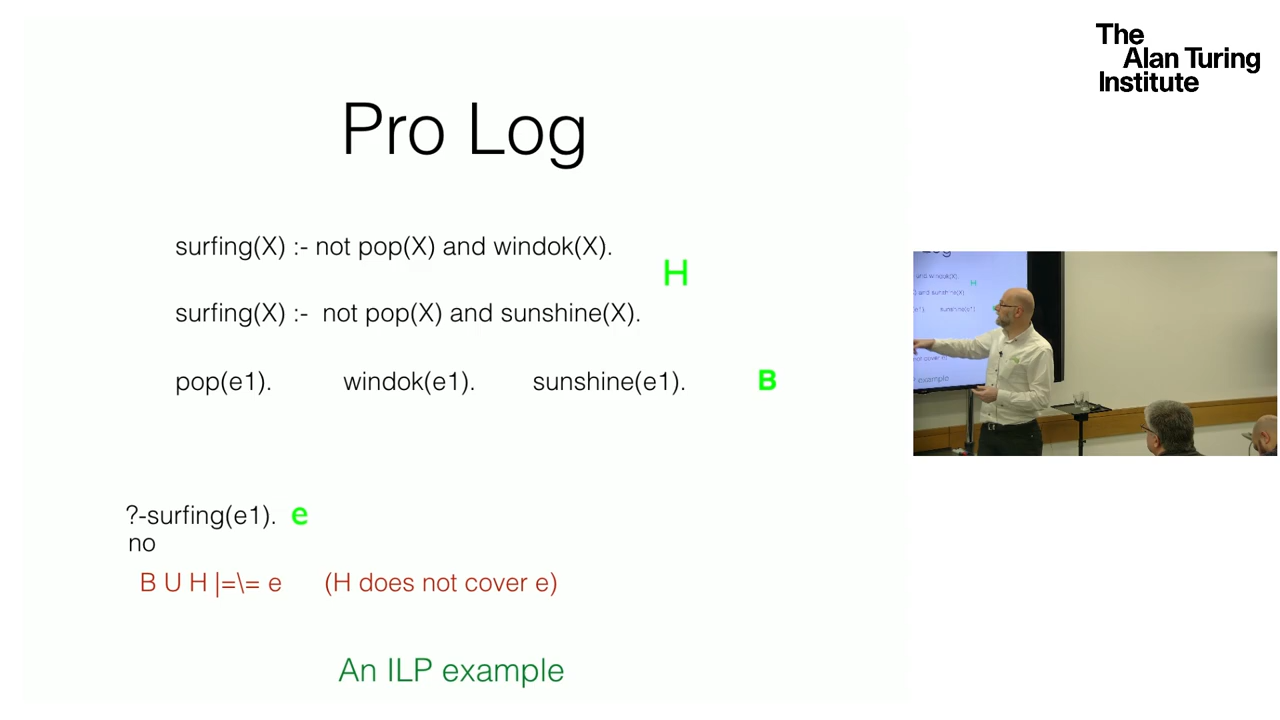 The
Alan Turing
Institute
Pro Log
surfing(X) :- not pop(X) and windok(X).
H
surfing(X) :- not pop(X) and sunshine(X).
pop(e1). windok(e1). sunshine(e1). B
?-surfing(e1). e
no
B U H |=\= e (H does not cover e)
An ILP example